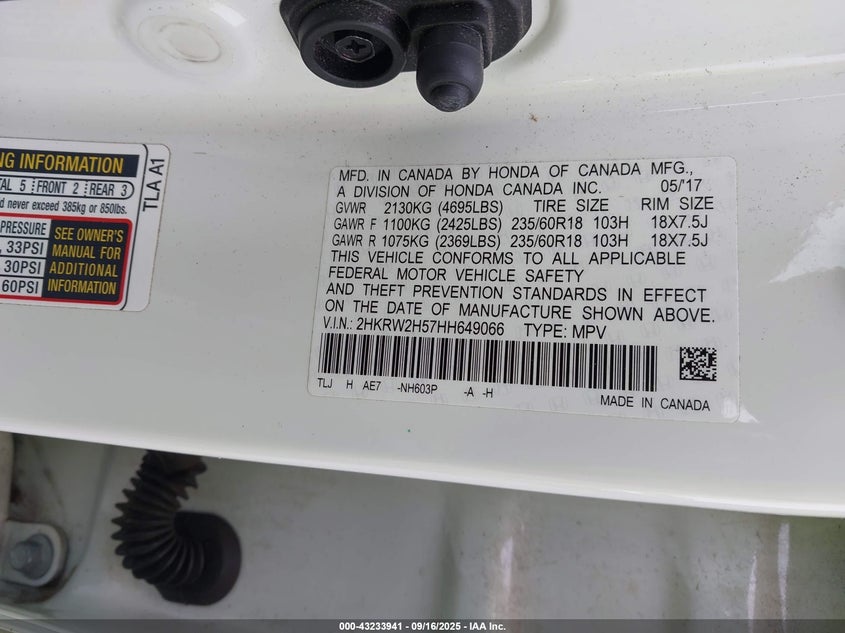 NG INFORMATION
TAL 5 FRONT 2 REAR 3
d never exceed 385kg or 850lbs.
PRESSURE
, 33PSI
, 30PSI
60PSI
SEE OWNER'S
MANUAL FOR
ADDITIONAL
INFORMATION
TLA A1
MFD. IN CANADA BY HONDA OF CANADA MFG.,
A DIVISION OF HONDA CANADA INC. 05/'17
GVWR 2130KG (4695LBS) TIRE SIZE RIM SIZE
GAWR F 1100KG (2425LBS) 235/60R18 103H 18X7.5J
GAWR R 1075KG (2369LBS) 235/60R18 103H 18X7.5J
THIS VEHICLE CONFORMS TO ALL APPLICABLE
FEDERAL MOTOR VEHICLE SAFETY
AND THEFT PREVENTION STANDARDS IN EFFECT
ON THE DATE OF MANUFACTURE SHOWN ABOVE.
V.I.N.: 2HKRW2H57HH649066 TYPE: MPV
TLJ H AE7 -NH603P -A -H
MADE IN CANADA
000-43233941 - 09/16/2025 - IAA Inc.